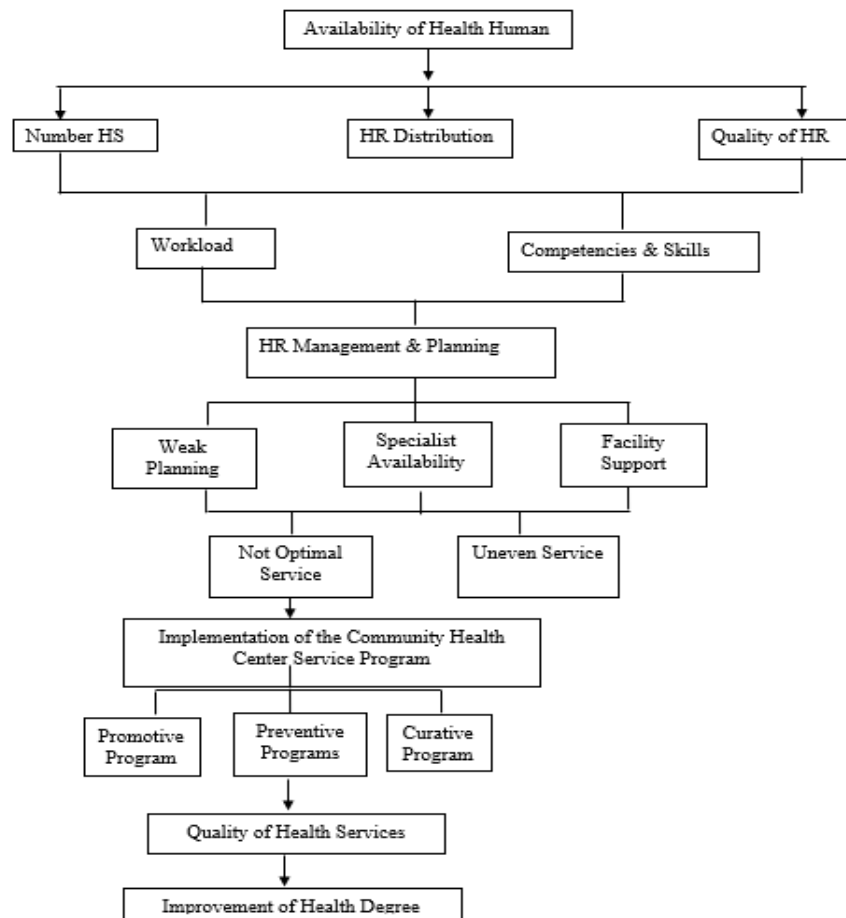 Availability of Health Human
Number HS
HR Distribution
Quality of HR
Workload
Competencies & Skills
HR Management & Planning
Weak
Planning
Specialist
Availability
Facility
Support
Not Optimal
Service
Uneven Service
Implementation of the Community Health
Center Service Program
Promotive
Program
Preventive
Programs
Curative
Program
Quality of Health Services
Improvement of Health Degree